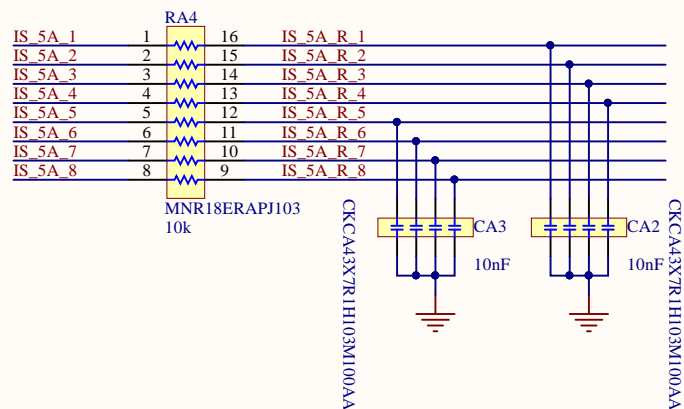 RA4
IS_5A_1 1 16 IS_5A_R_1
IS_5A_2 2 15 IS_5A_R_2
IS_5A_3 3 14 IS_5A_R_3
IS_5A_4 4 13 IS_5A_R_4
IS_5A_5 5 12 IS_5A_R_5
IS_5A_6 6 11 IS_5A_R_6
IS_5A_7 7 10 IS_5A_R_7
IS_5A_8 8 9 IS_5A_R_8
MNR18ERAPJ103
10k
CKCA43X7R1H103M100AA
CA3
10nF
CA2
10nF
CKCA43X7R1H103M100AA